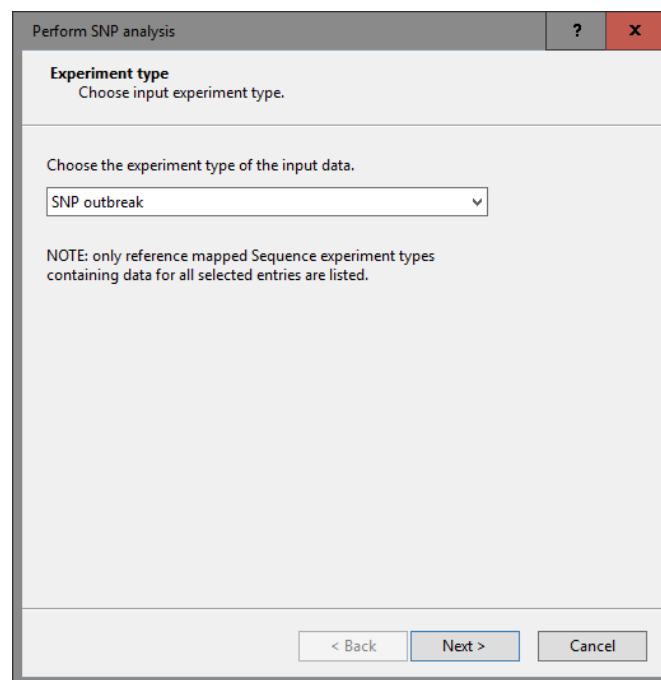 Perform SNP analysis
?
x
Experiment type
Choose input experiment type.
Choose the experiment type of the input data.
SNP outbreak
NOTE: only reference mapped Sequence experiment types
containing data for all selected entries are listed.
< Back
Next >
Cancel